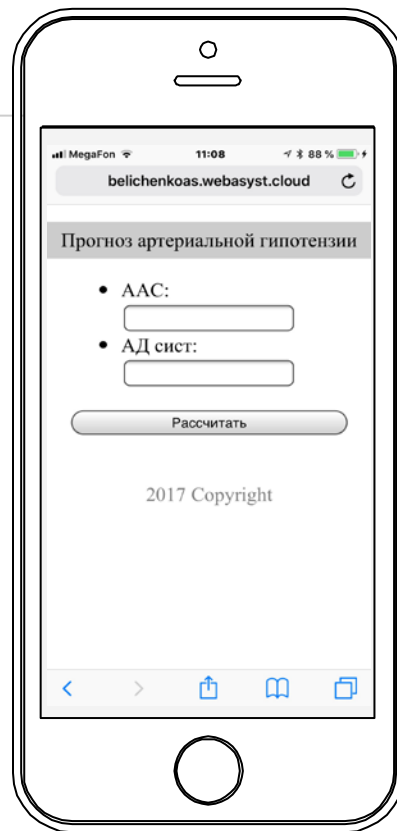 MegaFon 11:08 88 %
belichenkoas.webasyst.cloud
Прогноз артериальной гипотензии
• ААС:
• АД сист:
Рассчитать
2017 Copyright